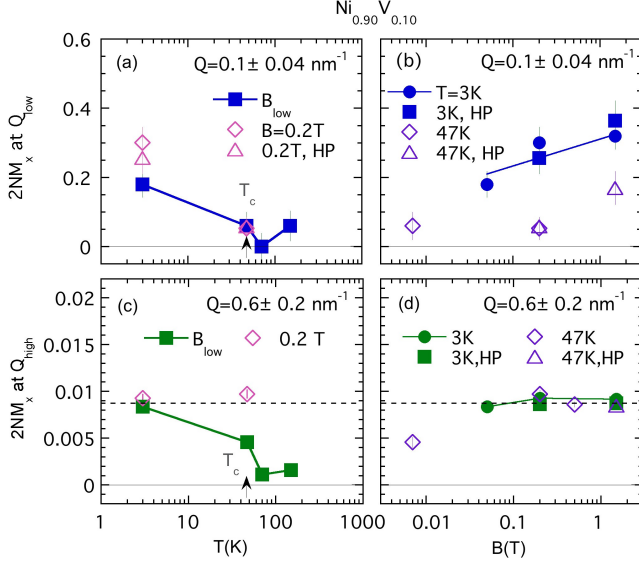 Ni0.90V0.10
(a) Q=0.1± 0.04 nm-1
Blow
B=0.2T
0.2T, HP
Tc
2NMx at Qlow
0.6
0.4
0.2
0
(b) Q=0.1± 0.04 nm-1
T=3K
3K, HP
47K
47K, HP
(c) Q=0.6± 0.2 nm-1
Blow 0.2 T
Tc
2NMx at Qhigh
0.02
0.015
0.01
0.005
0
1 10 100 1000
T(K)
(d) Q=0.6± 0.2 nm-1
3K 47K
3K,HP 47K,HP
0.01 0.1 1
B(T)